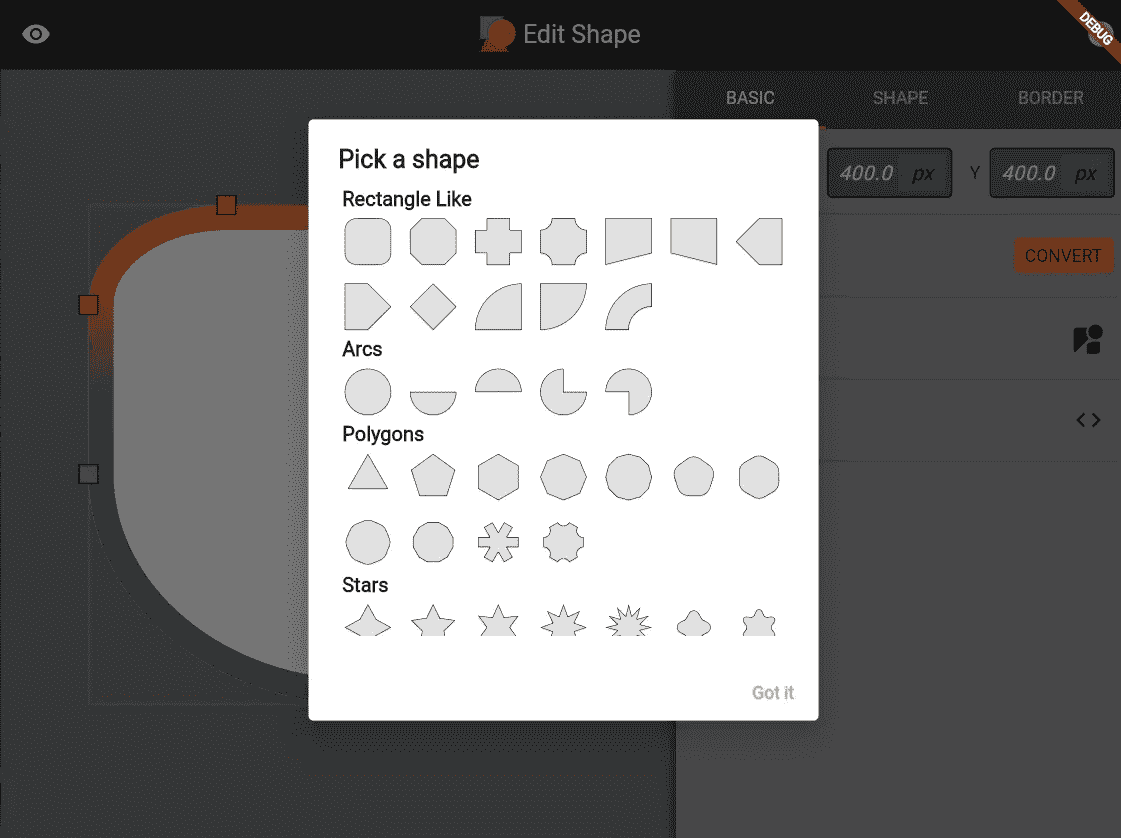 Edit Shape
DEBUG
BASIC SHAPE BORDER
400.0 px Y 400.0 px
CONVERT
Pick a shape
Rectangle Like
Arcs
Polygons
Stars
Got it